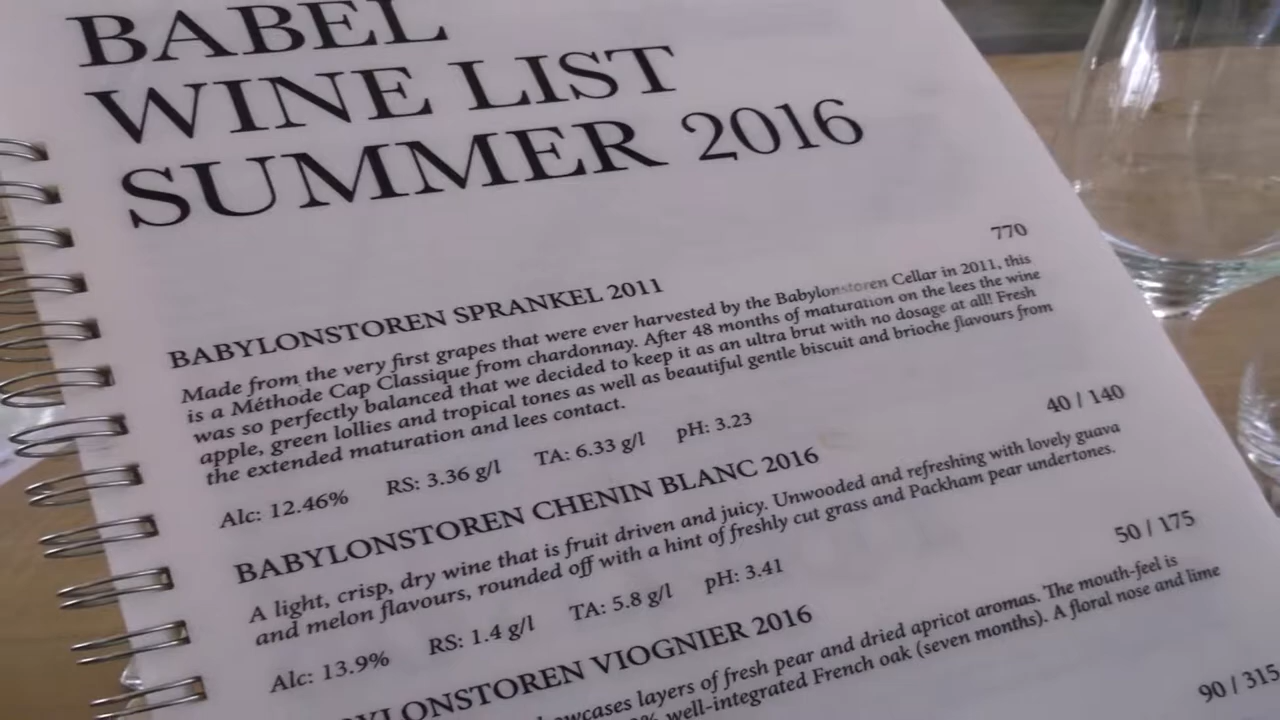 BABEL
WINE LIST
SUMMER 2016
770
BABYLONSTOREN SPRANKEL 2011
Made from the very first grapes that were ever harvested by the Babylonstoren Cellar in 2011, this
is a Méthode Cap Classique from chardonnay. After 48 months of maturation on the lees the wine
was so perfectly balanced that we decided to keep it as an ultra brut with no dosage at all! Fresh
apple, green lollies and tropical tones as well as beautiful gentle biscuit and brioche flavours from
the extended maturation and lees contact.
Alc: 12.46% RS: 3.36 g/l TA: 6.33 g/l pH: 3.23
40 / 140
BABYLONSTOREN CHENIN BLANC 2016
A light, crisp, dry wine that is fruit driven and juicy. Unwooded and refreshing with lovely guava
and melon flavours, rounded off with a hint of freshly cut grass and Packham pear undertones.
Alc: 13.9% RS: 1.4 g/l TA: 5.8 g/l pH: 3.41
50 / 175
BYLONSTOREN VIOGNIER 2016
layers of fresh pear and dried apricot aromas. The mouth-feel is
well-integrated French oak (seven months). A floral nose and lime
90 / 315